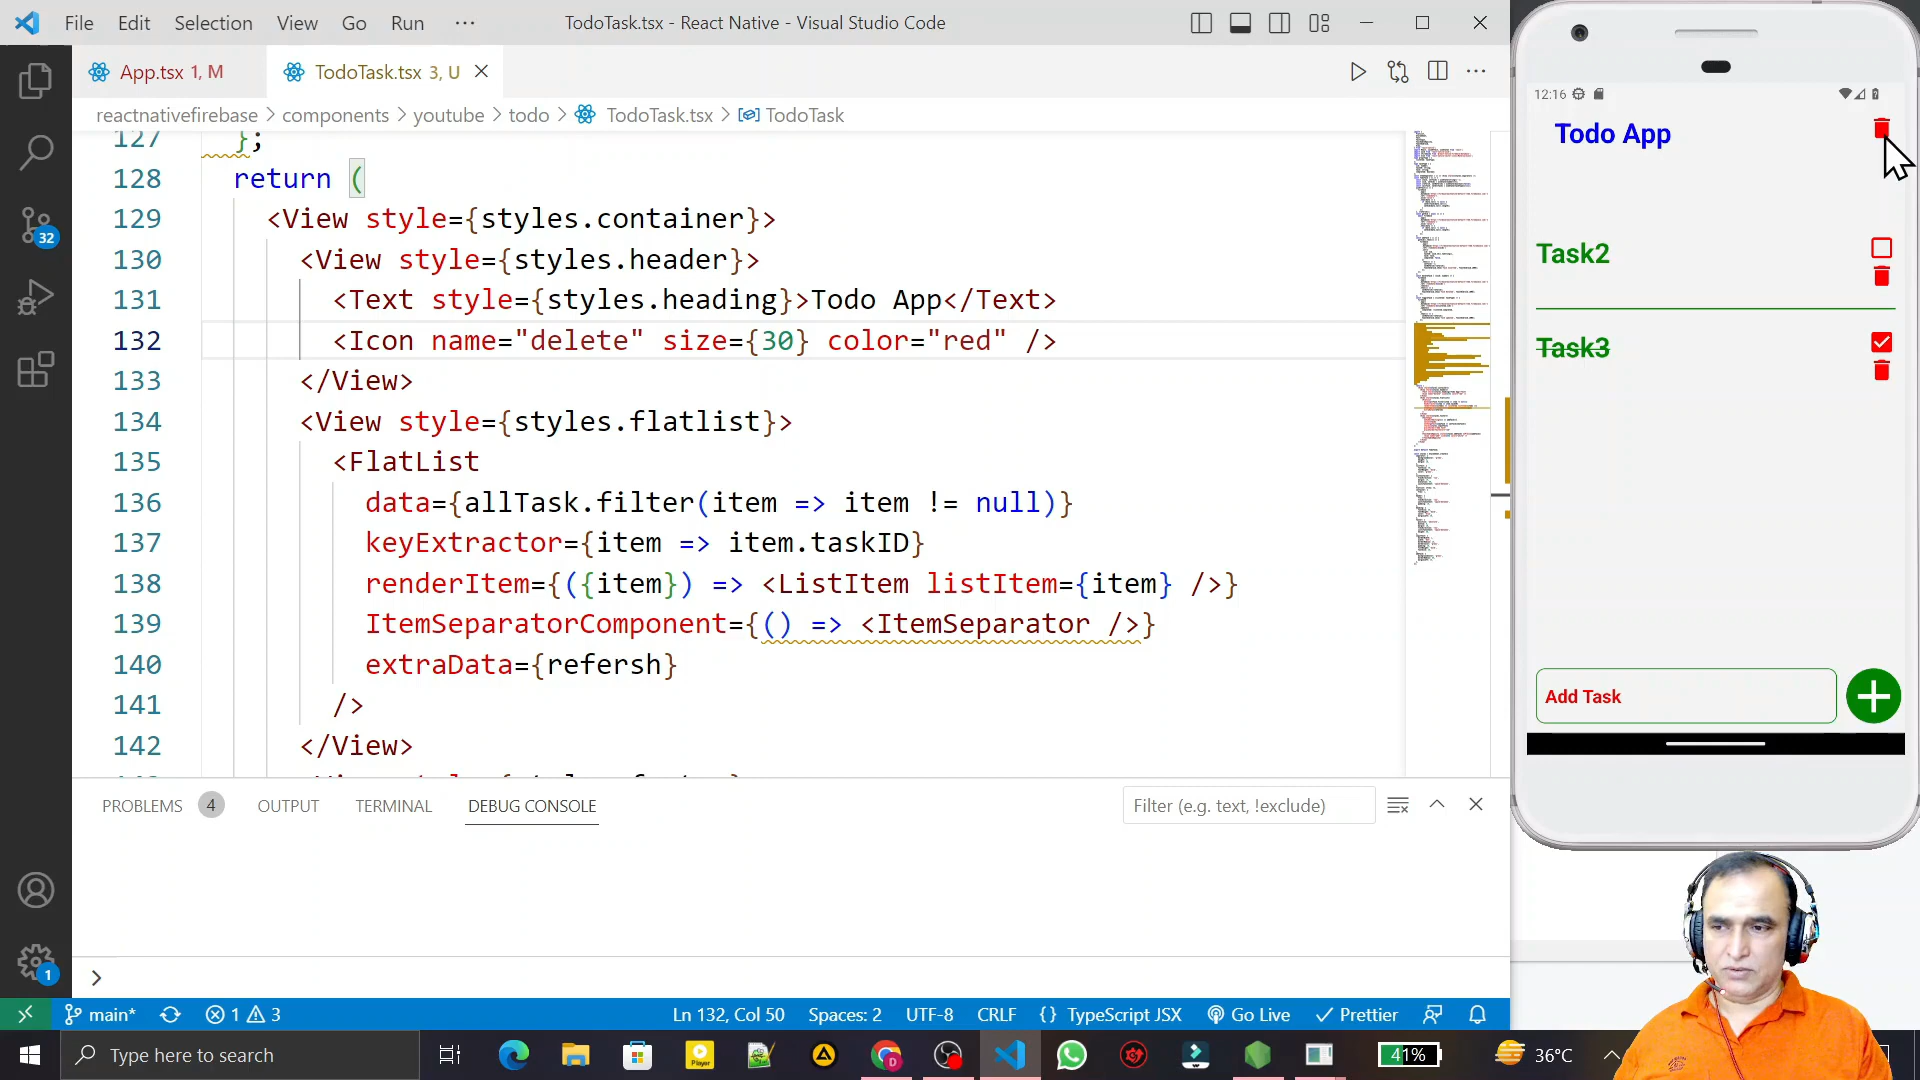 File Edit Selection View Go Run ··· TodoTask.tsx - React Native - Visual Studio Code
App.tsx 1, M TodoTask.tsx 3, U
reactnativefirebase > components > youtube > todo > TodoTask.tsx > TodoTask
127 };
128 return (
129 <View style={styles.container}>
130 <View style={styles.header}>
131 <Text style={styles.heading}>Todo App</Text>
132 <Icon name="delete" size={30} color="red" />
133 </View>
134 <View style={styles.flatlist}>
135 <FlatList
136 data={allTask.filter(item => item != null)}
137 keyExtractor={item => item.taskID}
138 renderItem={({item}) => <ListItem listItem={item} />}
139 ItemSeparatorComponent={() => <ItemSeparator />}
140 extraData={refersh}
141 />
142 </View>
PROBLEMS 4 OUTPUT TERMINAL DEBUG CONSOLE Filter (e.g. text, !exclude)
>
32
1
main* 1 3 Ln 132, Col 50 Spaces: 2 UTF-8 CRLF {} TypeScript JSX Go Live Prettier
Type here to search 41% 36°C
12:16
Todo App
Task2
Task3
Add Task